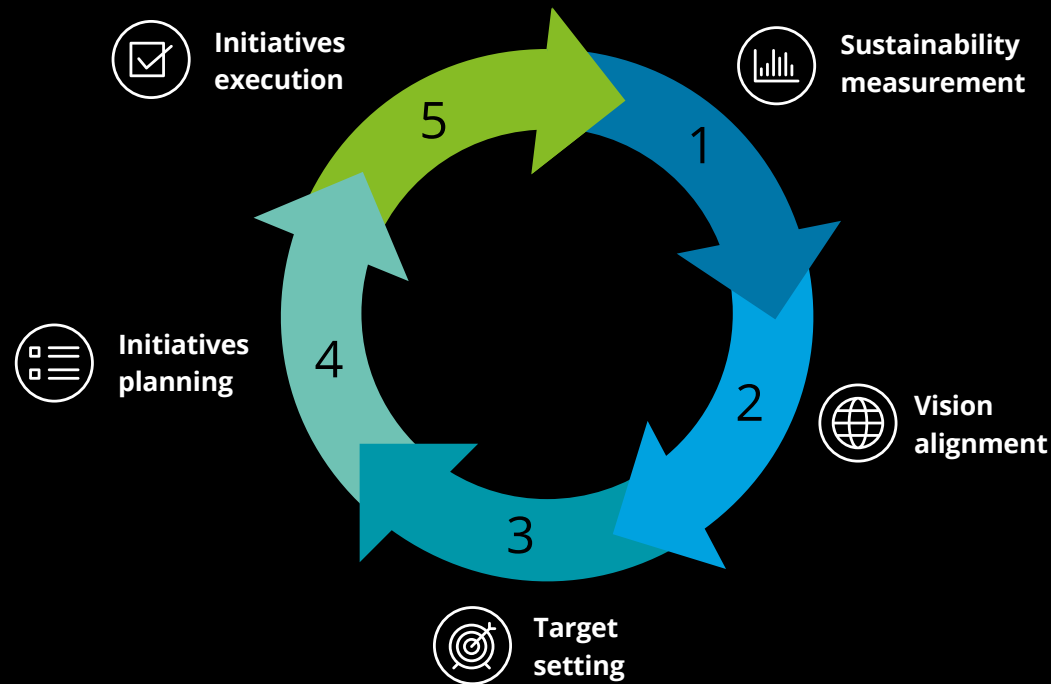 1
Sustainability
measurement
2
Vision
alignment
3
Target
setting
4
Initiatives
planning
5
Initiatives
execution